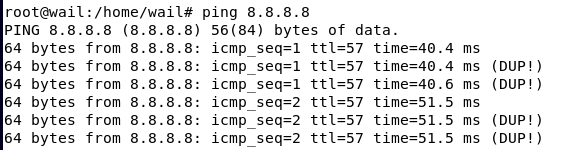 root@wail:/home/wail# ping 8.8.8.8
PING 8.8.8.8 (8.8.8.8) 56(84) bytes of data.
64 bytes from 8.8.8.8: icmp_seq=1 ttl=57 time=40.4 ms
64 bytes from 8.8.8.8: icmp_seq=1 ttl=57 time=40.4 ms (DUP!)
64 bytes from 8.8.8.8: icmp_seq=1 ttl=57 time=40.6 ms (DUP!)
64 bytes from 8.8.8.8: icmp_seq=2 ttl=57 time=51.5 ms
64 bytes from 8.8.8.8: icmp_seq=2 ttl=57 time=51.5 ms (DUP!)
64 bytes from 8.8.8.8: icmp_seq=2 ttl=57 time=51.5 ms (DUP!)